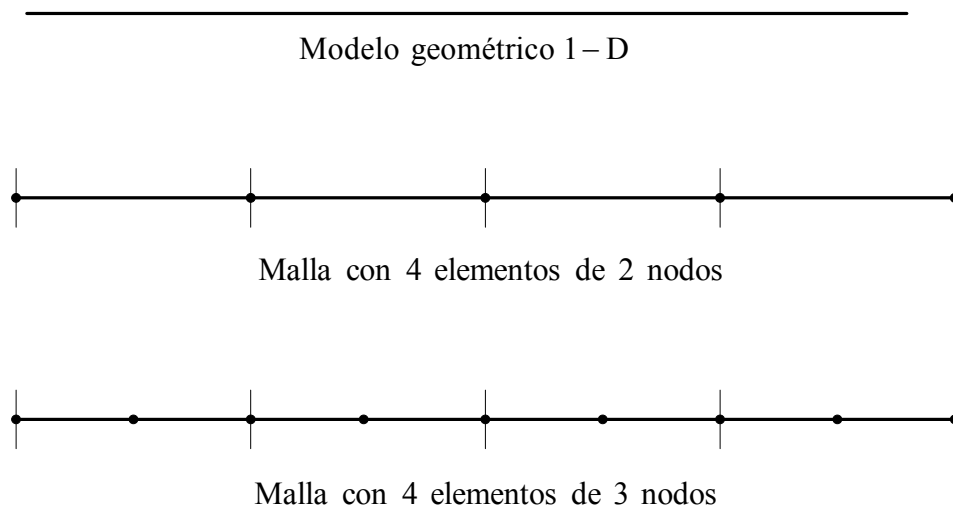 Modelo geométrico 1 – D
Malla con 4 elementos de 2 nodos
Malla con 4 elementos de 3 nodos